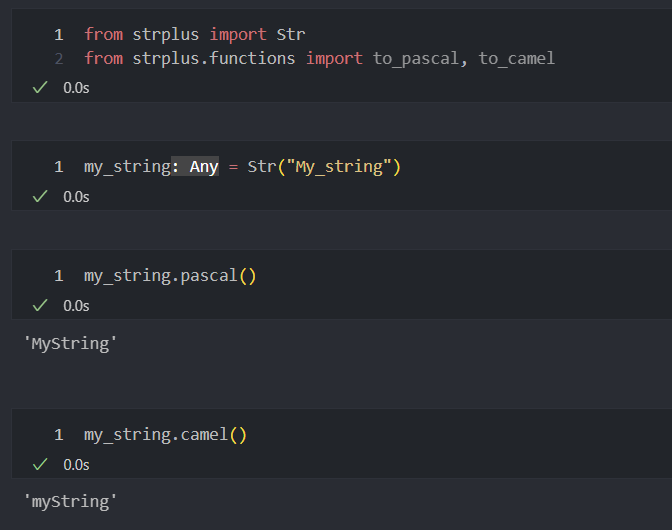 1 from strplus import Str
2 from strplus.functions import to_pascal, to_camel
✓ 0.0s
1 my_string: Any = Str("My_string")
✓ 0.0s
1 my_string.pascal()
✓ 0.0s
'MyString'
1 my_string.camel()
✓ 0.0s
'myString'